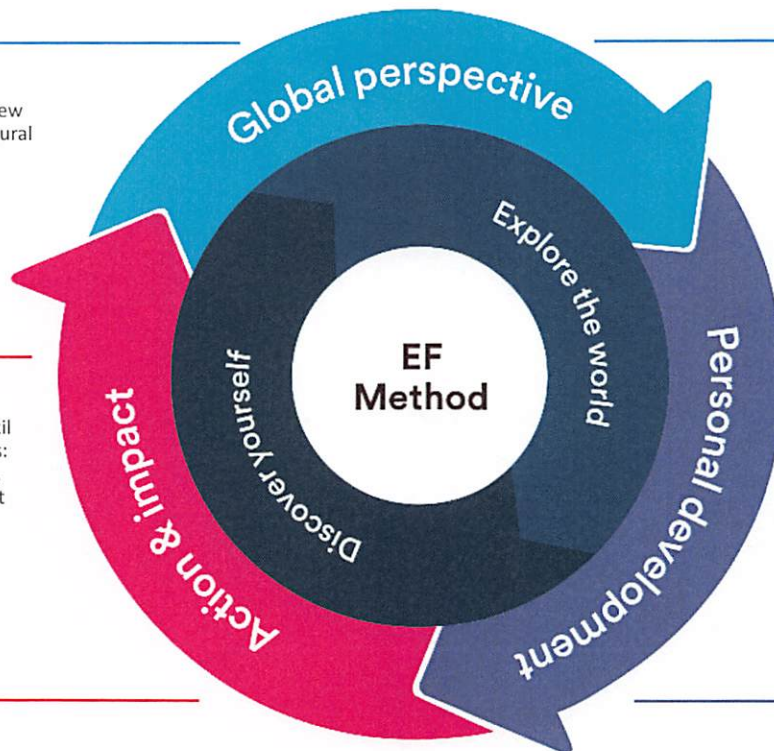 Global perspective
Explore the world
Personal development
EF
Method
Discover yourself
Action & impact